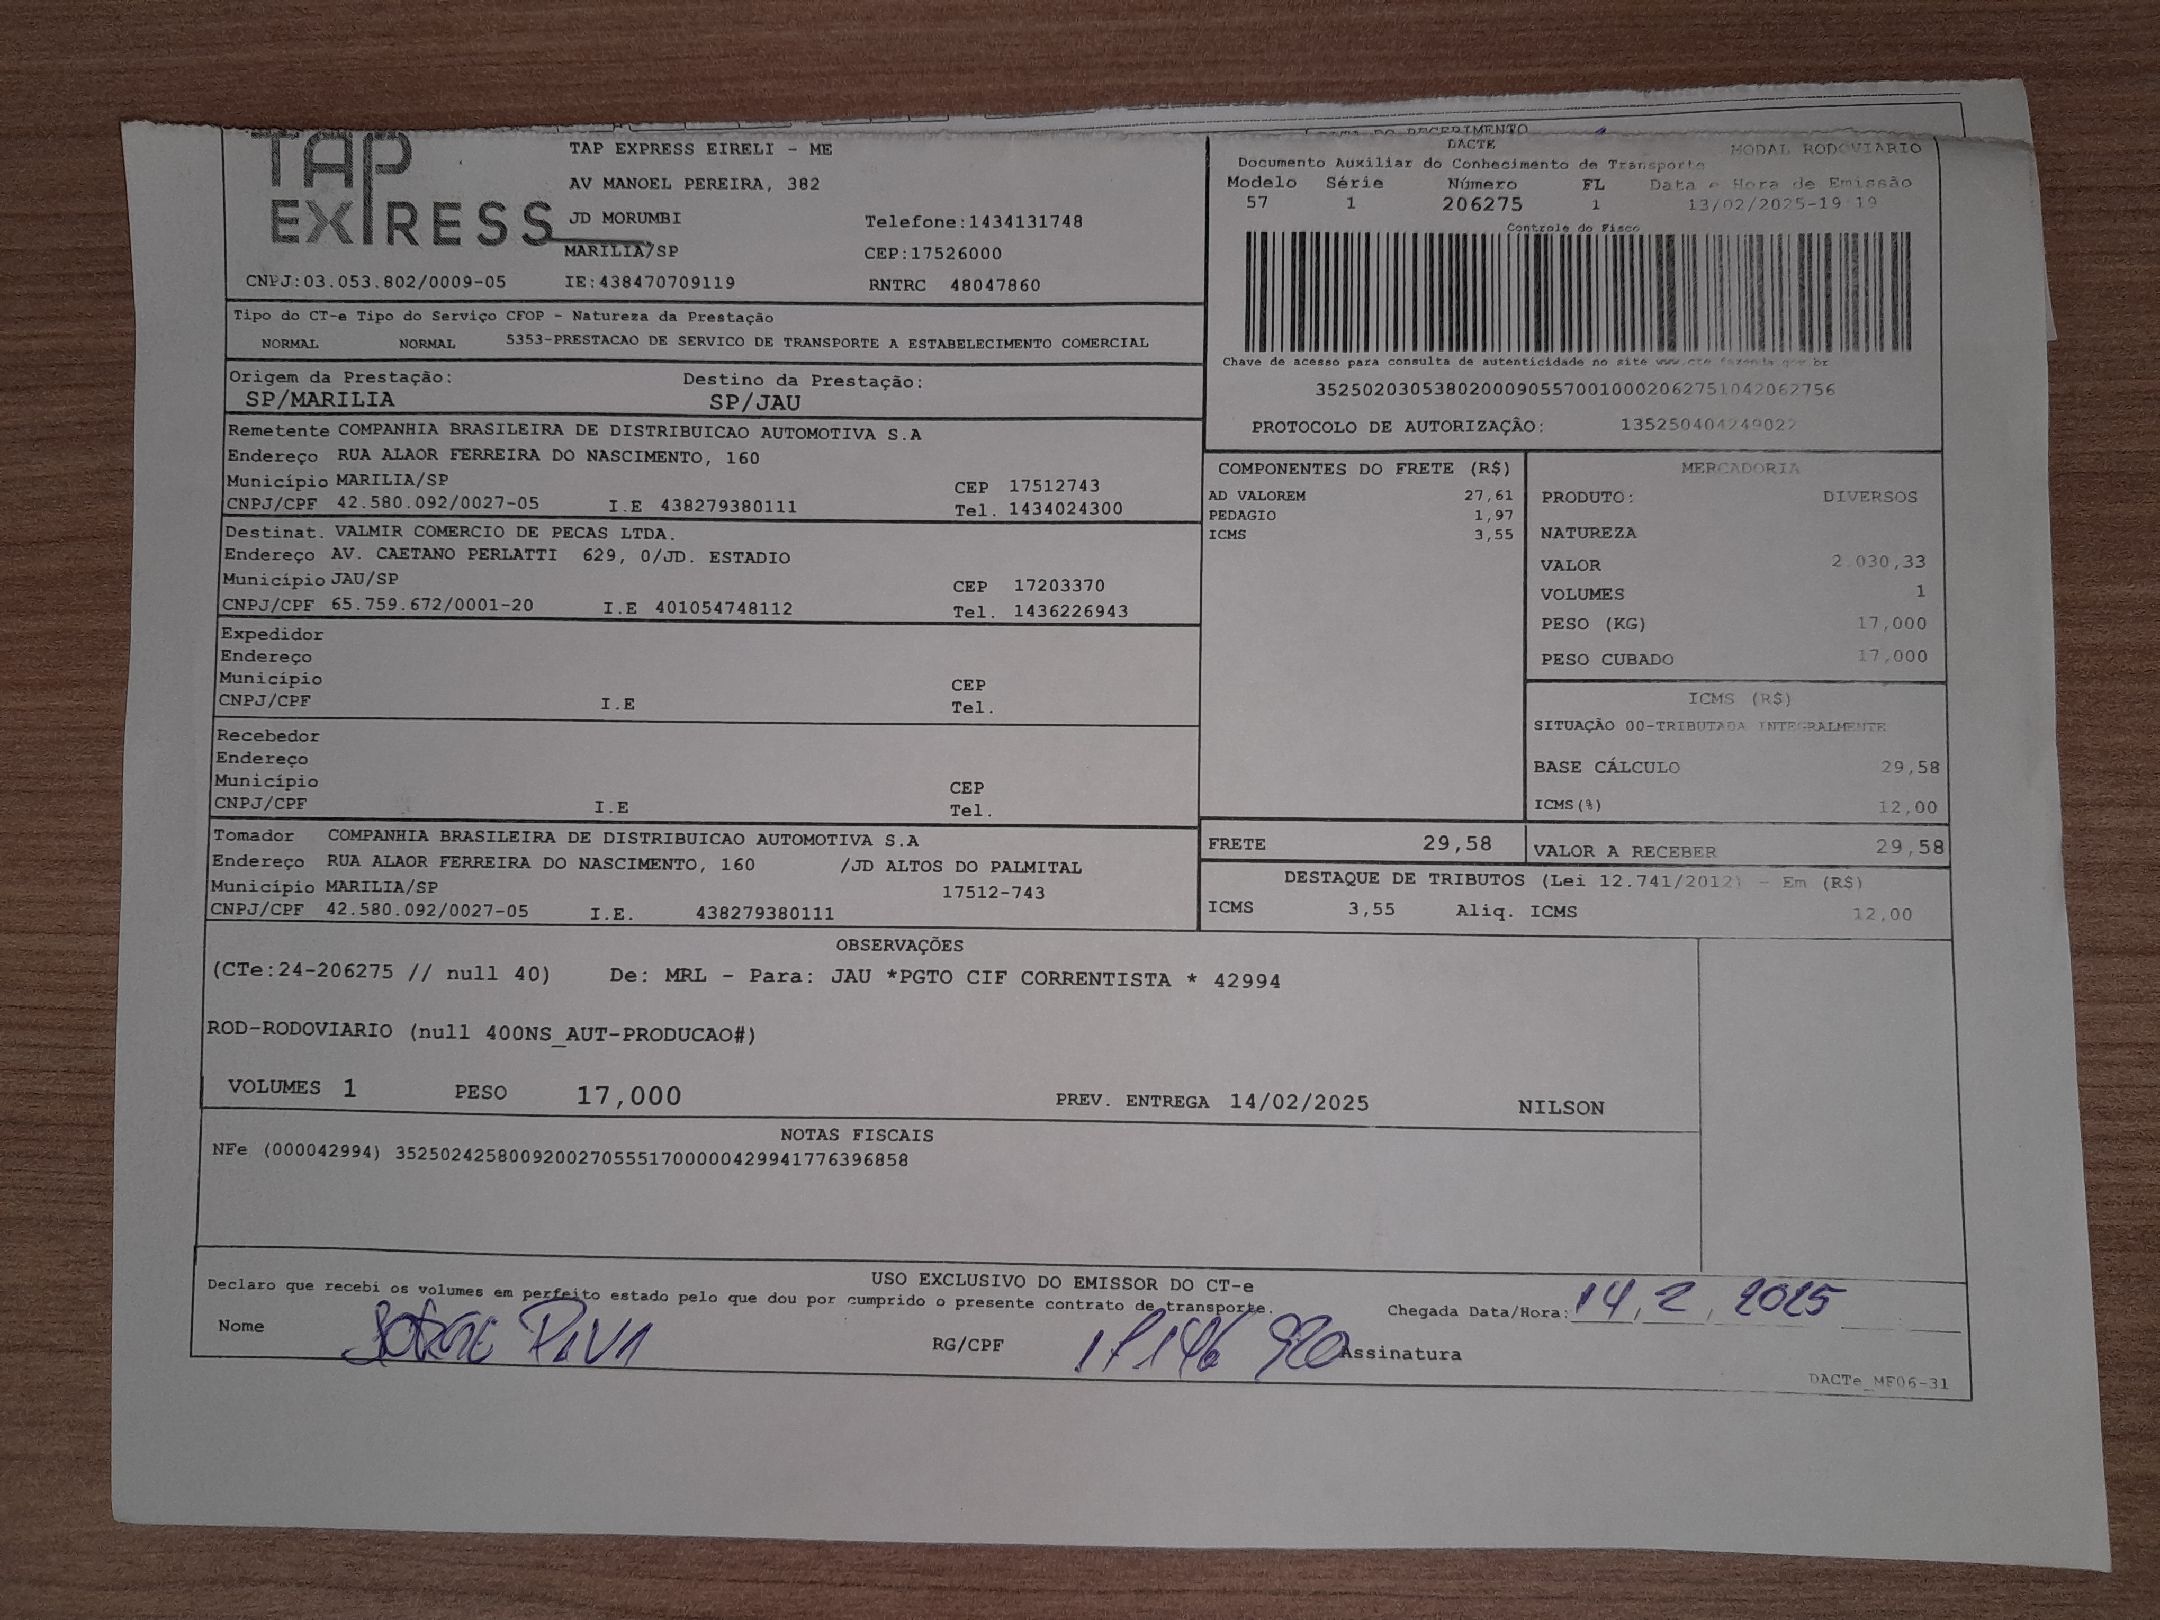 TAP EXPRESS
TAP EXPRESS EIRELI - ME
AV MANOEL PEREIRA, 382
JD MORUMBI Telefone:1434131748
MARILIA/SP CEP:17526000
CNPJ:03.053.802/0009-05 IE:438470709119 RNTRC 48047860
DACTE MODAL RODOVIÁRIO
Documento Auxiliar do Conhecimento de Transporte
Modelo Série Número FL Data e Hora de Emissão
57 1 206275 1 13/02/2025-19:19
Controle do Fisco
Chave de acesso para consulta de autenticidade no site www.cte.fazenda.gov.br
35250203053802000905570010002062751042062756
PROTOCOLO DE AUTORIZAÇÃO: 135250404249022
Tipo do CT-e Tipo do Serviço CFOP - Natureza da Prestação
NORMAL NORMAL 5353-PRESTACAO DE SERVICO DE TRANSPORTE A ESTABELECIMENTO COMERCIAL
Origem da Prestação: Destino da Prestação:
SP/MARILIA SP/JAU
Remetente COMPANHIA BRASILEIRA DE DISTRIBUICAO AUTOMOTIVA S.A
Endereço RUA ALAOR FERREIRA DO NASCIMENTO, 160
Município MARILIA/SP CEP 17512743
CNPJ/CPF 42.580.092/0027-05 I.E 438279380111 Tel. 1434024300
Destinat. VALMIR COMERCIO DE PECAS LTDA.
Endereço AV. CAETANO PERLATTI 629, 0/JD. ESTADIO
Município JAU/SP CEP 17203370
CNPJ/CPF 65.759.672/0001-20 I.E 401054748112 Tel. 1436226943
Expedidor
Endereço
Município CEP
CNPJ/CPF I.E Tel.
Recebedor
Endereço
Município CEP
CNPJ/CPF I.E Tel.
Tomador COMPANHIA BRASILEIRA DE DISTRIBUICAO AUTOMOTIVA S.A
Endereço RUA ALAOR FERREIRA DO NASCIMENTO, 160 /JD ALTOS DO PALMITAL
Município MARILIA/SP 17512-743
CNPJ/CPF 42.580.092/0027-05 I.E. 438279380111
COMPONENTES DO FRETE (R$)
AD VALOREM 27,61
PEDAGIO 1,97
ICMS 3,55
MERCADORIA
PRODUTO: DIVERSOS
NATUREZA
VALOR 2.030,33
VOLUMES 1
PESO (KG) 17,000
PESO CUBADO 17,000
ICMS (R$)
SITUAÇÃO 00-TRIBUTADA INTEGRALMENTE
BASE CÁLCULO 29,58
ICMS(%) 12,00
FRETE 29,58 VALOR A RECEBER 29,58
DESTAQUE DE TRIBUTOS (Lei 12.741/2012) - Em (R$)
ICMS 3,55 Aliq. ICMS 12,00
OBSERVAÇÕES
(CTe:24-206275 // null 40) De: MRL - Para: JAU *PGTO CIF CORRENTISTA * 42994
ROD-RODOVIARIO (null 400NS_AUT-PRODUCAO#)
VOLUMES 1 PESO 17,000 PREV. ENTREGA 14/02/2025 NILSON
NOTAS FISCAIS
NFe (000042994) 35250242580092002705551700000429941776396858
USO EXCLUSIVO DO EMISSOR DO CT-e
Declaro que recebi os volumes em perfeito estado pelo que dou por cumprido o presente contrato de transporte.
Chegada Data/Hora: 14, 2, 2025
Nome RG/CPF Assinatura
DACTe_MF06-31